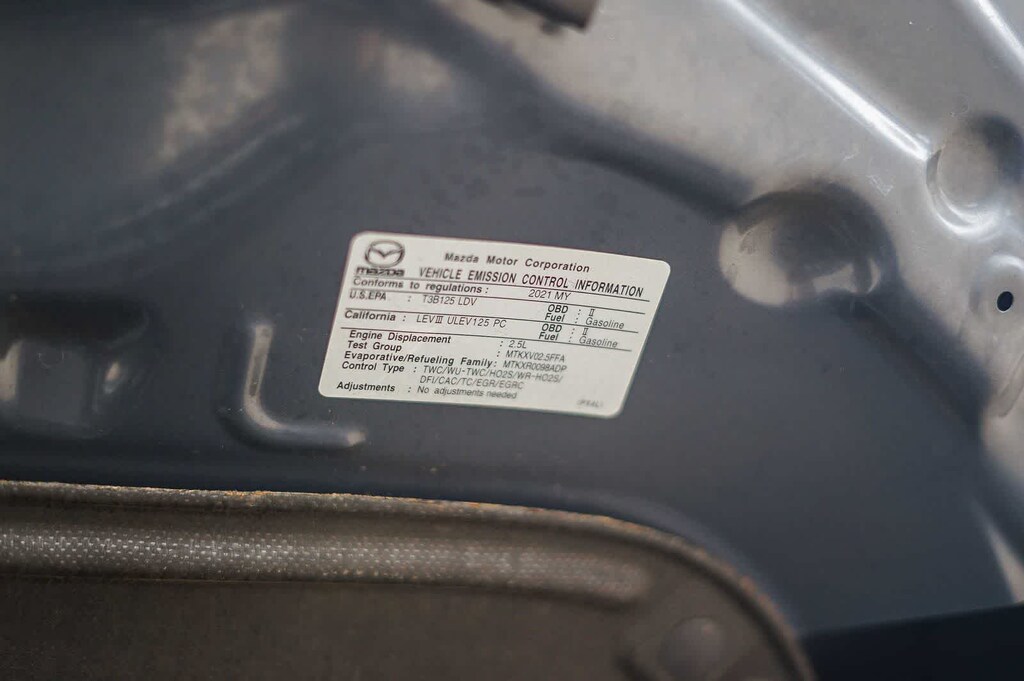 mazda
Mazda Motor Corporation
VEHICLE EMISSION CONTROL INFORMATION
Conforms to regulations : 2021 MY
U.S.EPA : T3B125 LDV OBD : II
Fuel : Gasoline
California : LEVIII ULEV125 PC OBD : II
Fuel : Gasoline
Engine Displacement : 2.5L
Test Group : MTKXV02.5FFA
Evaporative/Refueling Family : MTKXR0098ADP
Control Type : TWC/WU-TWC/HO2S/WR-HO2S/
DFI/CAC/TC/EGR/EGRC
Adjustments : No adjustments needed